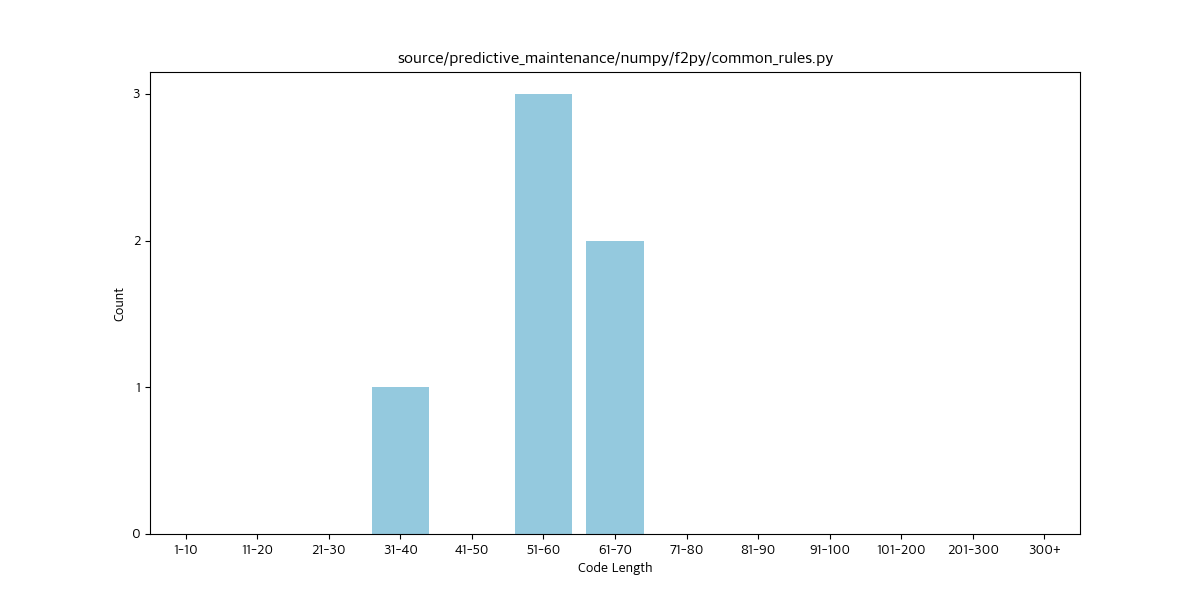 source/predictive_maintenance/numpy/f2py/common_rules.py
3
2
1
0
Count
1-10 11-20 21-30 31-40 41-50 51-60 61-70 71-80 81-90 91-100 101-200 201-300 300+
Code Length